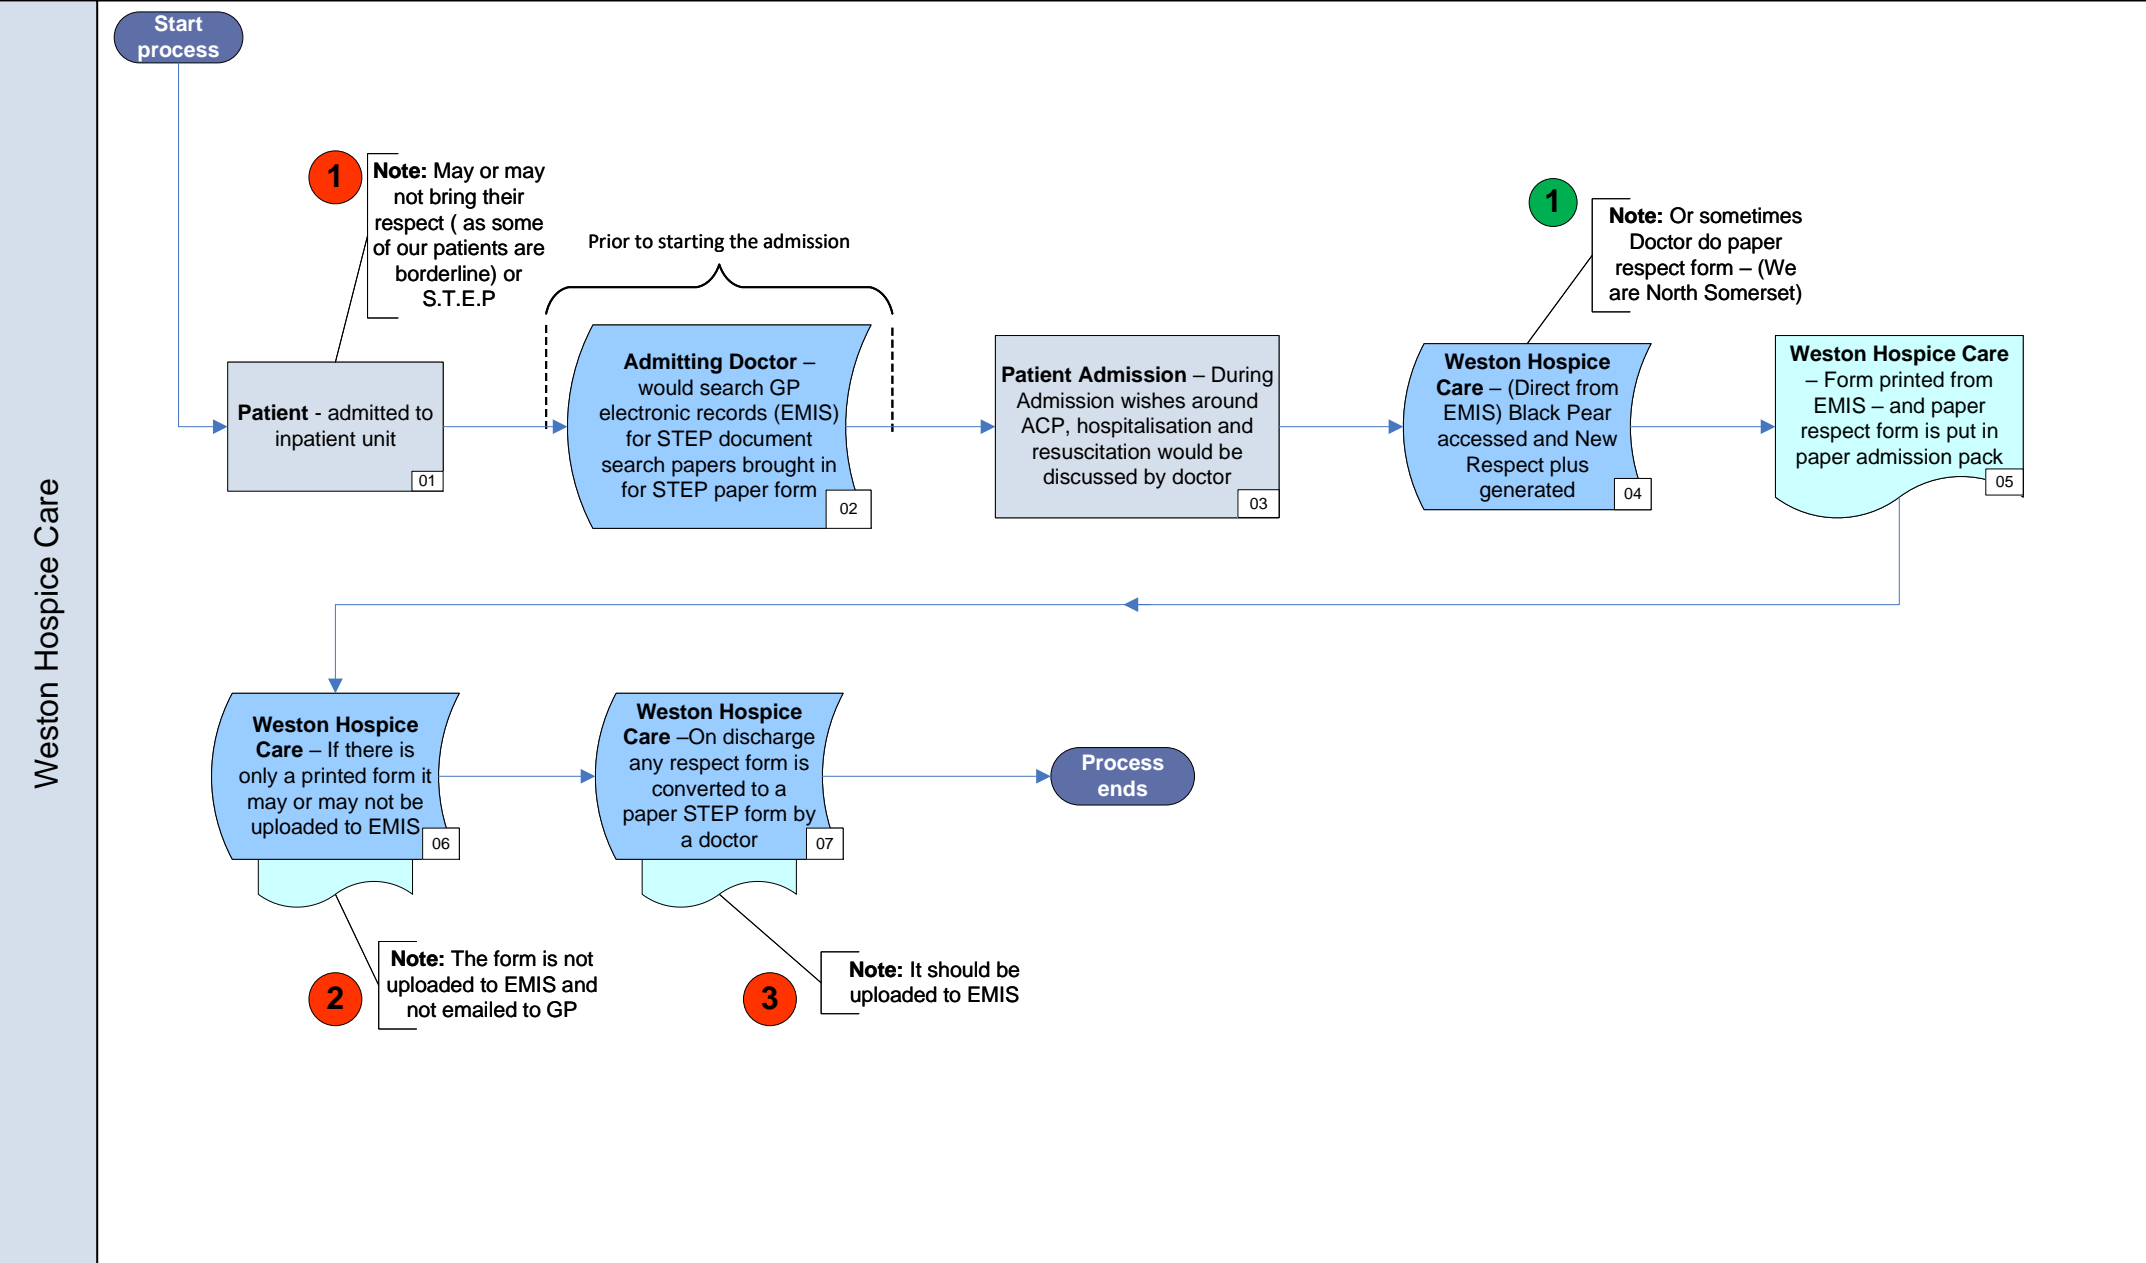 Weston Hospice Care
Start
process
1
Note: May or may
not bring their
respect ( as some
of our patients are
borderline) or
S.T.E.P
Prior to starting the admission
1
Note: Or sometimes
Doctor do paper
respect form – (We
are North Somerset)
Patient - admitted to
inpatient unit
01
Admitting Doctor –
would search GP
electronic records (EMIS)
for STEP document
search papers brought in
for STEP paper form
02
Patient Admission – During
Admission wishes around
ACP, hospitalisation and
resuscitation would be
discussed by doctor
03
Weston Hospice
Care – (Direct from
EMIS) Black Pear
accessed and New
Respect plus
generated
04
Weston Hospice Care
– Form printed from
EMIS – and paper
respect form is put in
paper admission pack
05
Weston Hospice
Care – If there is
only a printed form it
may or may not be
uploaded to EMIS
06
Weston Hospice
Care –On discharge
any respect form is
converted to a
paper STEP form by
a doctor
07
Process
ends
2
Note: The form is not
uploaded to EMIS and
not emailed to GP
3
Note: It should be
uploaded to EMIS